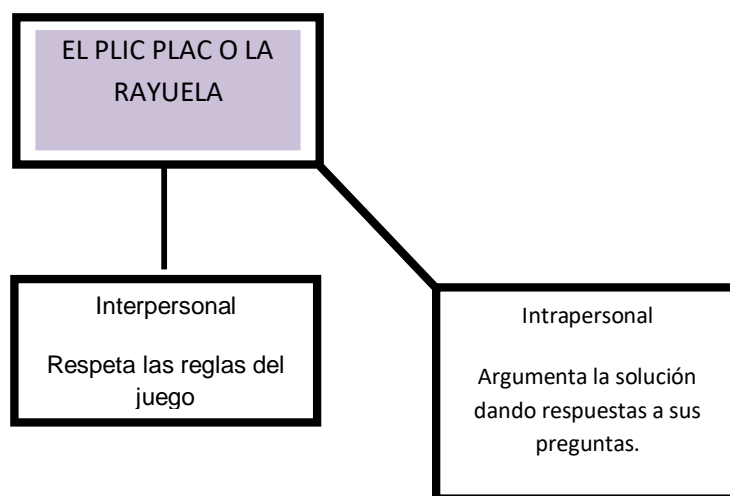 EL PLIC PLAC O LA
RAYUELA
Interpersonal
Respeta las reglas del
juego
Intrapersonal
Argumenta la solución
dando respuestas a sus
preguntas.